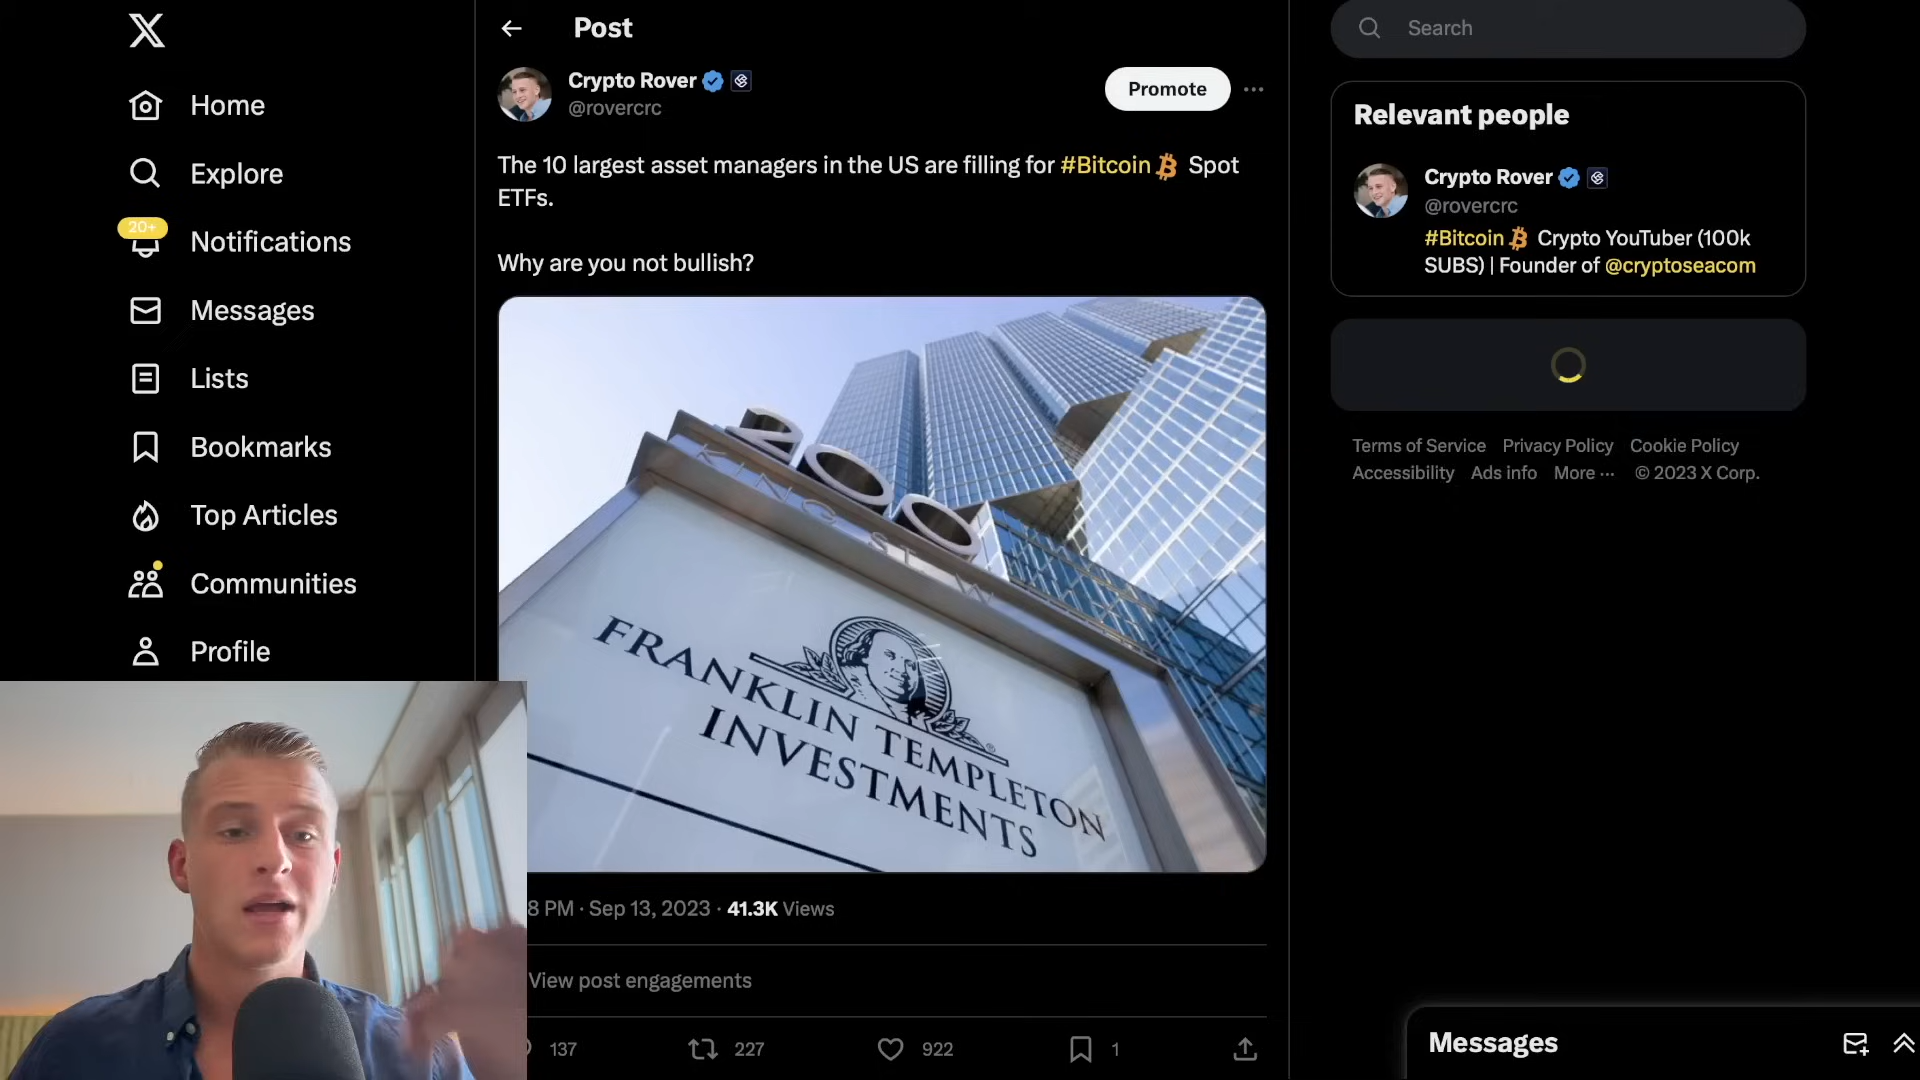 Home
Explore
20+
Notifications
Messages
Lists
Bookmarks
Top Articles
Communities
Profile
Post
Crypto Rover
@rovercrc
Promote
The 10 largest asset managers in the US are filling for #Bitcoin Spot
ETFs.
Why are you not bullish?
200
KING ST W
FRANKLIN TEMPLETON
INVESTMENTS
8 PM · Sep 13, 2023 · 41.3K Views
View post engagements
137
227
922
1
Search
Relevant people
Crypto Rover
@rovercrc
#Bitcoin Crypto YouTuber (100k
SUBS) | Founder of @cryptoseacom
Terms of Service Privacy Policy Cookie Policy
Accessibility Ads info More ··· © 2023 X Corp.
Messages